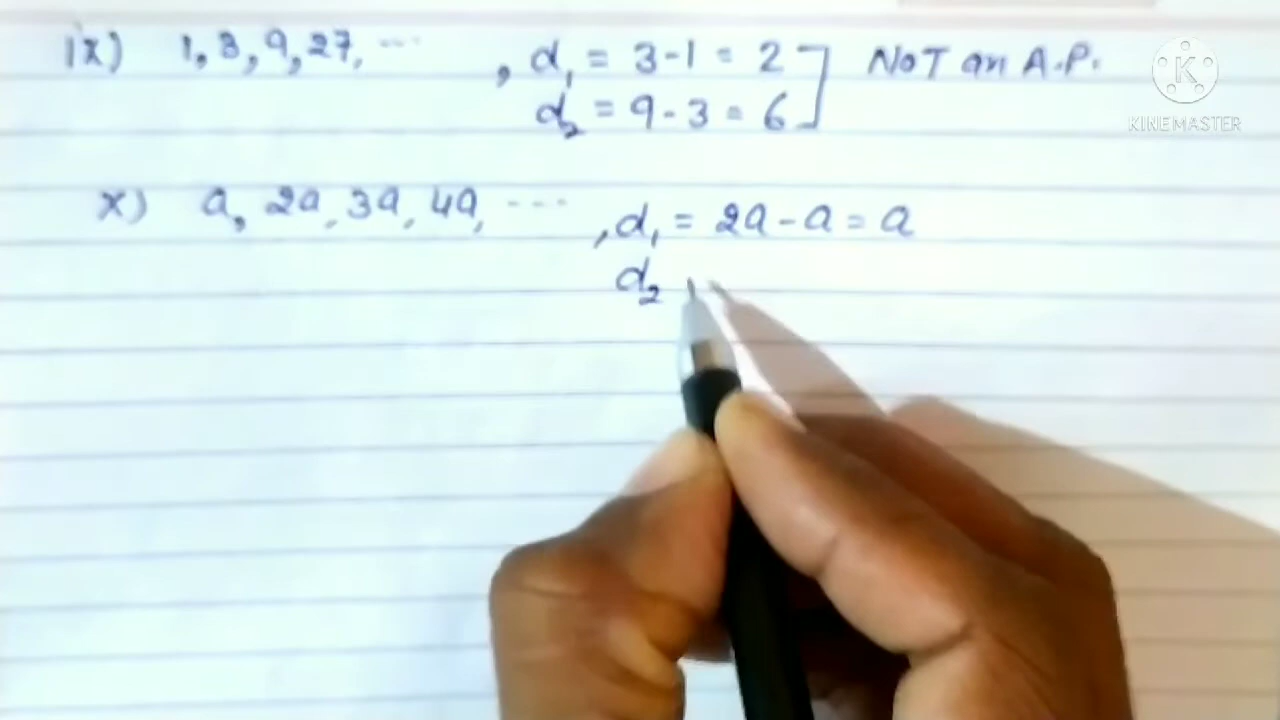 ix) 1, 3, 9, 27, ... , d₁ = 3-1 = 2 ] NOT an A.P.
d₂ = 9-3 = 6
K
KINEMASTER
x) a, 2a, 3a, 4a, ... , d₁ = 2a-a = a
d₂